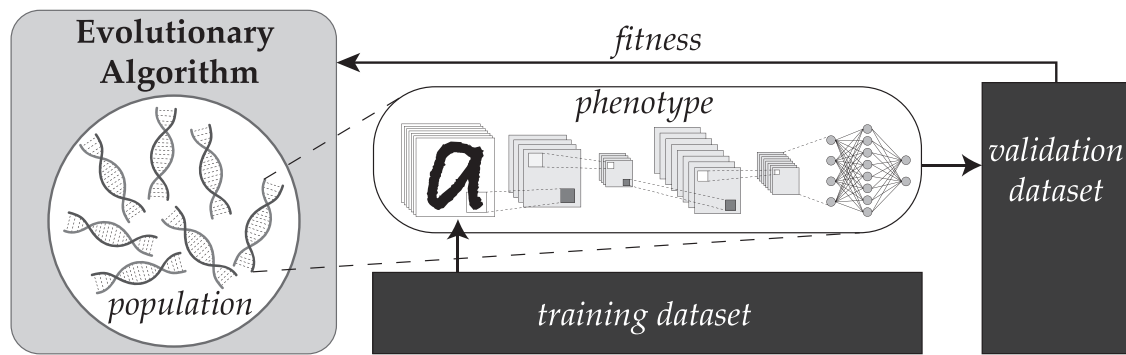 Evolutionary
Algorithm
population
fitness
phenotype
a
training dataset
validation
dataset